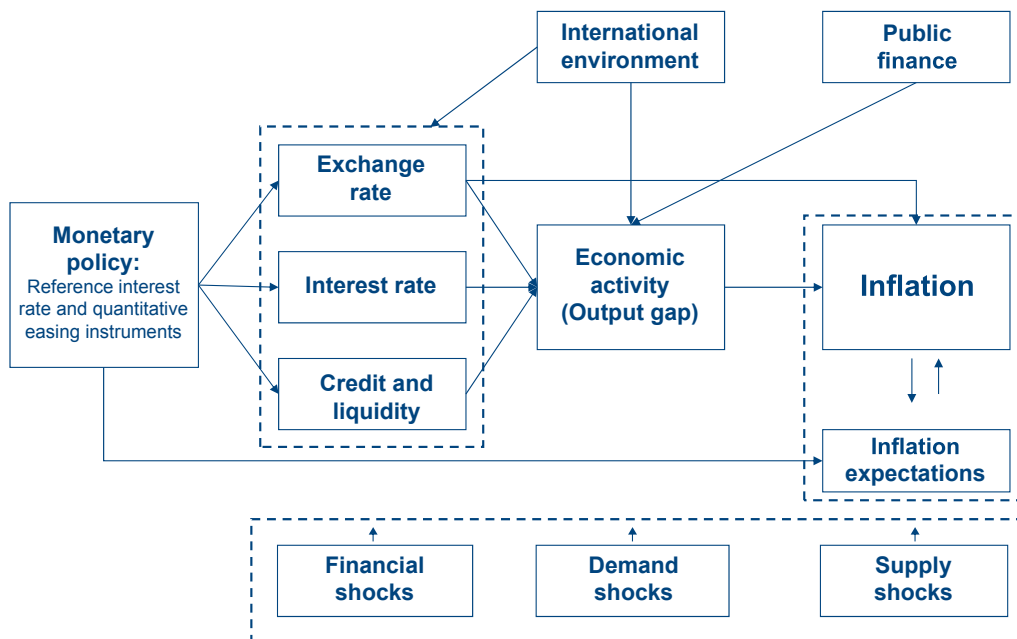 International
environment
Public
finance
Exchange
rate
Monetary
policy:
Reference interest
rate and quantitative
easing instruments
Interest rate
Economic
activity
(Output gap)
Inflation
Credit and
liquidity
Inflation
expectations
Financial
shocks
Demand
shocks
Supply
shocks